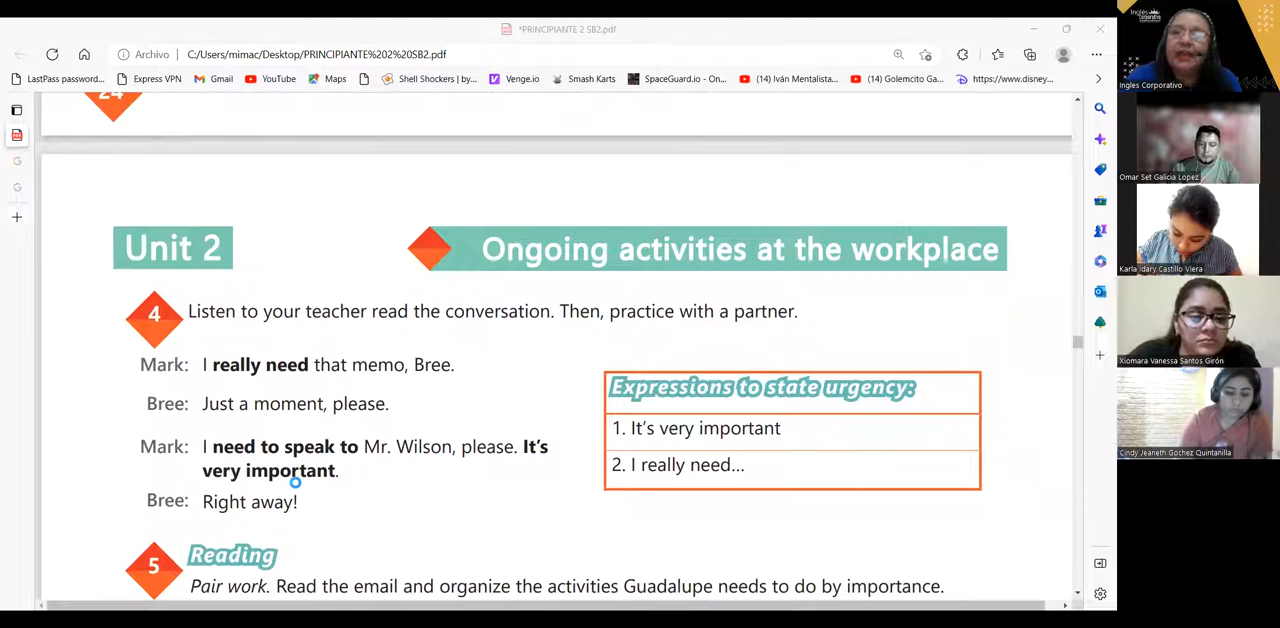 *PRINCIPIANTE 2 SB2.pdf
Archivo
C:/Users/mimac/Desktop/PRINCIPIANTE%202%20SB2.pdf
LastPass password...
Express VPN
Gmail
YouTube
Maps
Shell Shockers | by...
Venge.io
Smash Karts
SpaceGuard.io - On...
(14) Iván Mentalista...
(14) Golemcito Ga...
https://www.disney...
24
Unit 2
Ongoing activities at the workplace
4 Listen to your teacher read the conversation. Then, practice with a partner.
Mark: I really need that memo, Bree.
Bree: Just a moment, please.
Mark: I need to speak to Mr. Wilson, please. It's
very important.
Bree: Right away!
Expressions to state urgency:
1. It's very important
2. I really need...
5 Reading
Pair work. Read the email and organize the activities Guadalupe needs to do by importance.
Inglés
Corporativo
Ingles Corporativo
Omar Set Galicia Lopez
Karla Idary Castillo Viera
Xiomara Vanessa Santos Girón
Cindy Jeaneth Gochez Quintanilla